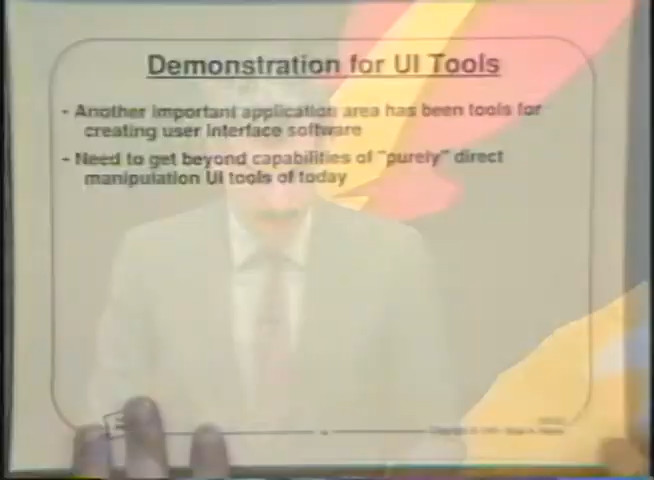 Demonstration for UI Tools
- Another important application area has been tools for
creating user interface software
- Need to get beyond capabilities of "purely" direct
manipulation UI tools of today